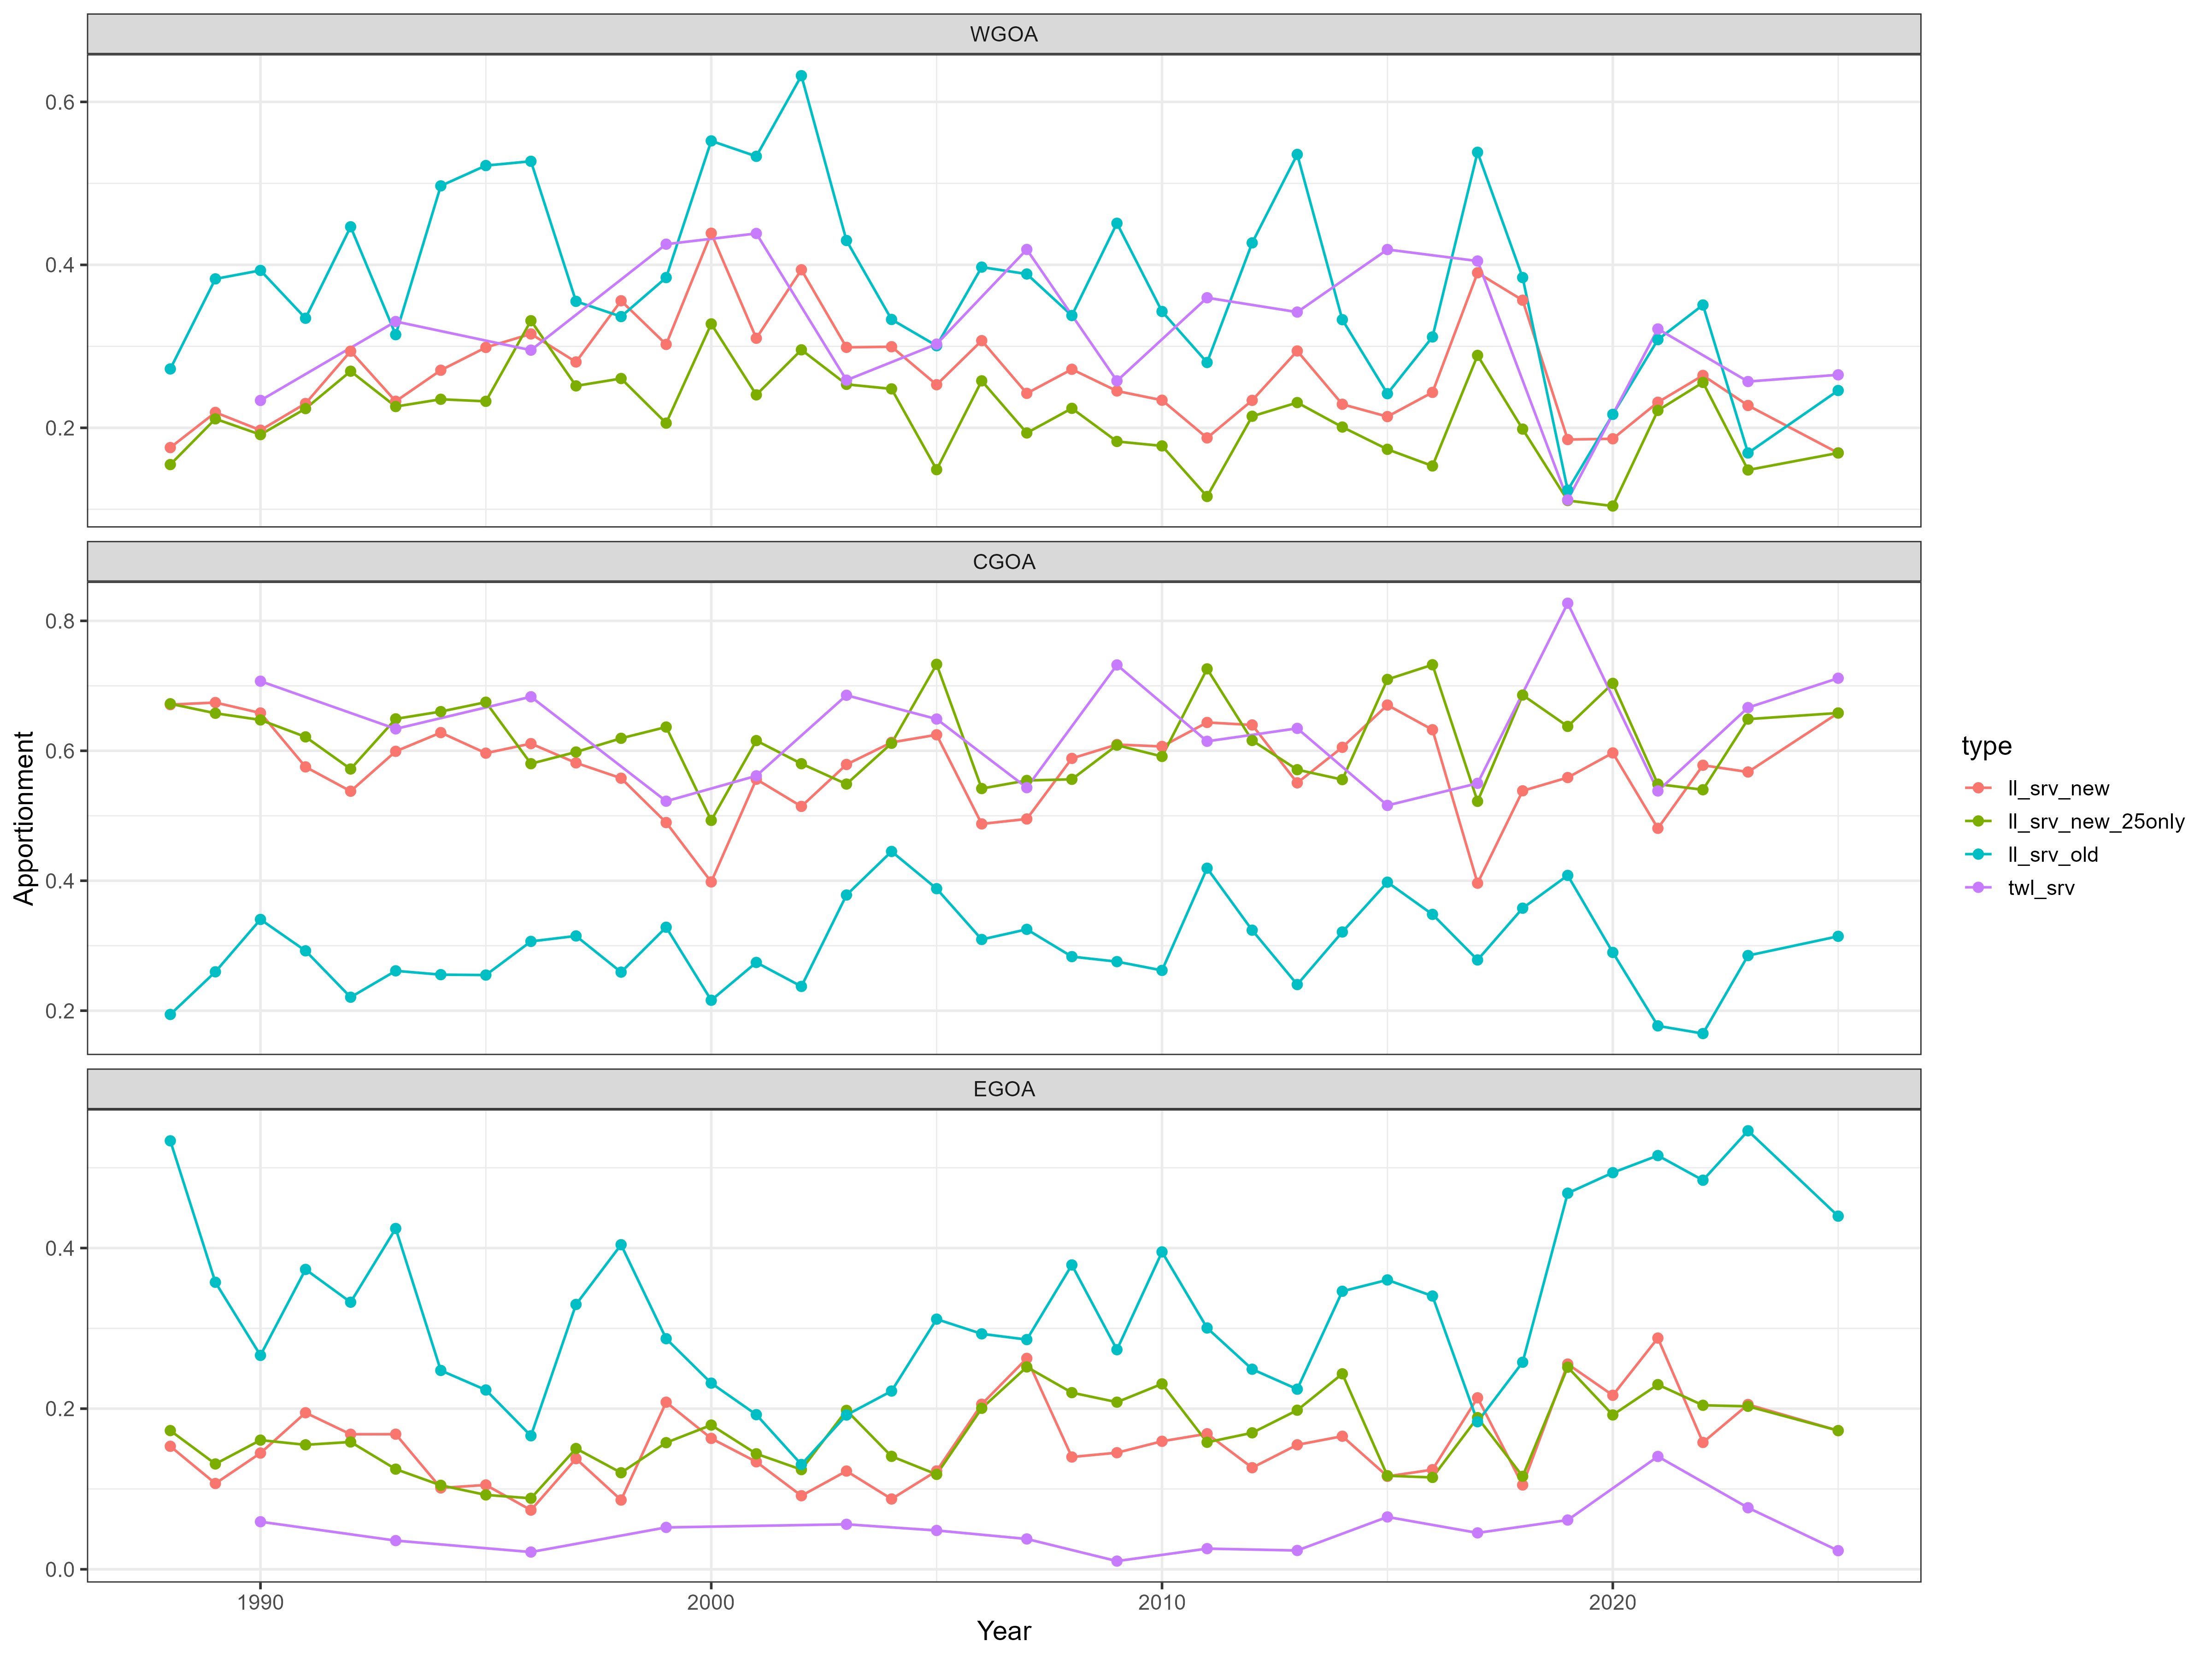 WGOA
0.6
0.4
0.2
CGOA
0.8
0.6
0.4
0.2
EGOA
0.4
0.2
0.0
1990 2000 2010 2020
Year
Apportionment
type
ll_srv_new
ll_srv_new_25only
ll_srv_old
twl_srv